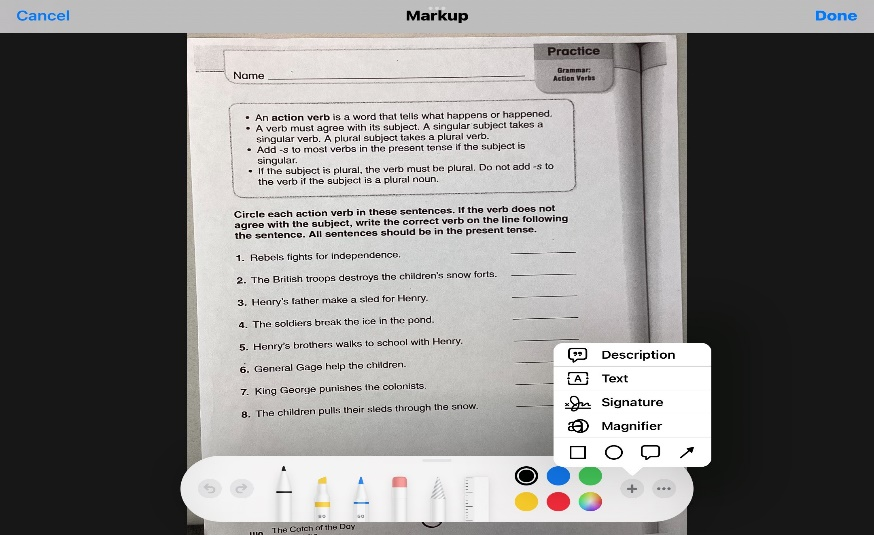 Cancel
Markup
Done
Practice
Grammar:
Action Verbs
Name
• An action verb is a word that tells what happens or happened.
• A verb must agree with its subject. A singular subject takes a
singular verb. A plural subject takes a plural verb.
• Add -s to most verbs in the present tense if the subject is
singular.
• If the subject is plural, the verb must be plural. Do not add -s to
the verb if the subject is a plural noun.
Circle each action verb in these sentences. If the verb does not
agree with the subject, write the correct verb on the line following
the sentence. All sentences should be in the present tense.
1. Rebels fights for independence.
2. The British troops destroys the children's snow forts.
3. Henry's father make a sled for Henry.
4. The soldiers break the ice in the pond.
5. Henry's brothers walks to school with Henry.
6. General Gage help the children.
7. King George punishes the colonists.
8. The children pulls their sleds through the snow.
Description
A Text
Signature
Magnifier
The Catch of the Day